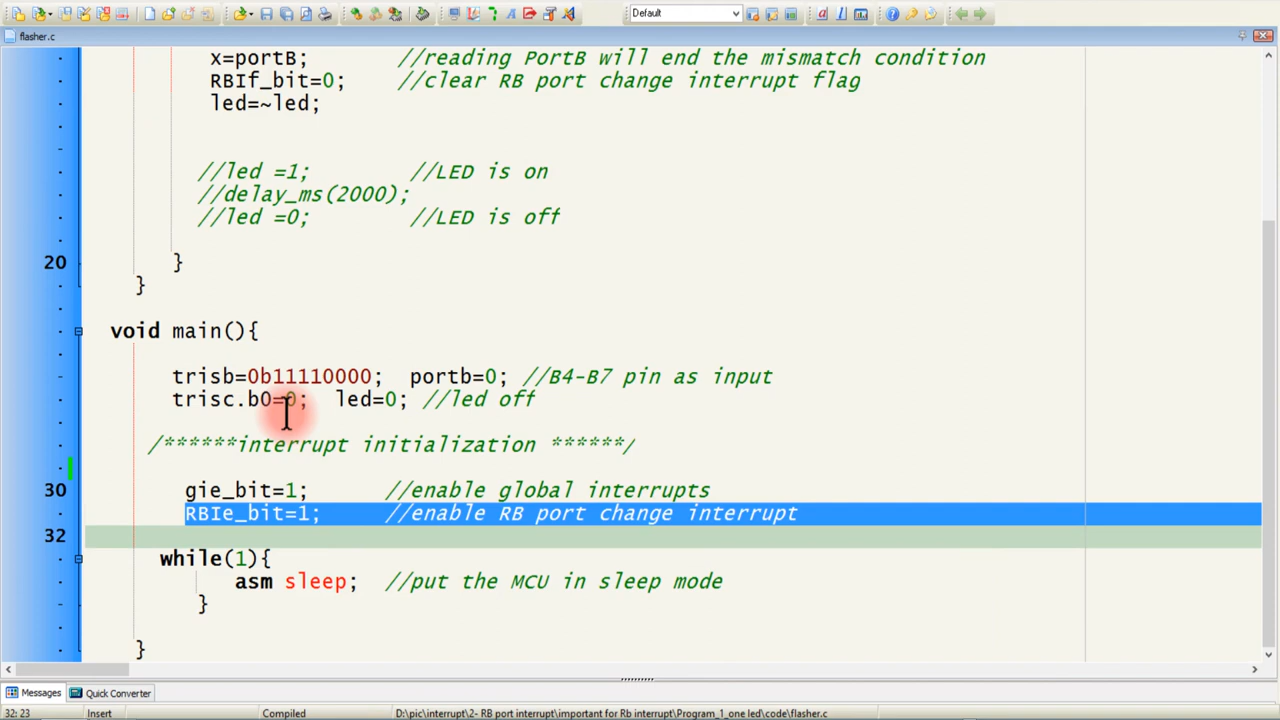 Default
flasher.c
x=portB; //reading PortB will end the mismatch condition
RBIf_bit=0; //clear RB port change interrupt flag
led=~led;
//led =1; //LED is on
//delay_ms(2000);
//led =0; //LED is off
20 }
}
void main(){
trisb=0b11110000; portb=0; //B4-B7 pin as input
trisc.b0=0; led=0; //led off
/******interrupt initialization ******/
30 gie_bit=1; //enable global interrupts
RBIe_bit=1; //enable RB port change interrupt
32
while(1){
asm sleep; //put the MCU in sleep mode
}
}
Messages Quick Converter
32: 23 Insert Compiled D:\pic\interrupt\2- RB port interrupt\important for Rb interrupt\Program_1_one led\code\flasher.c